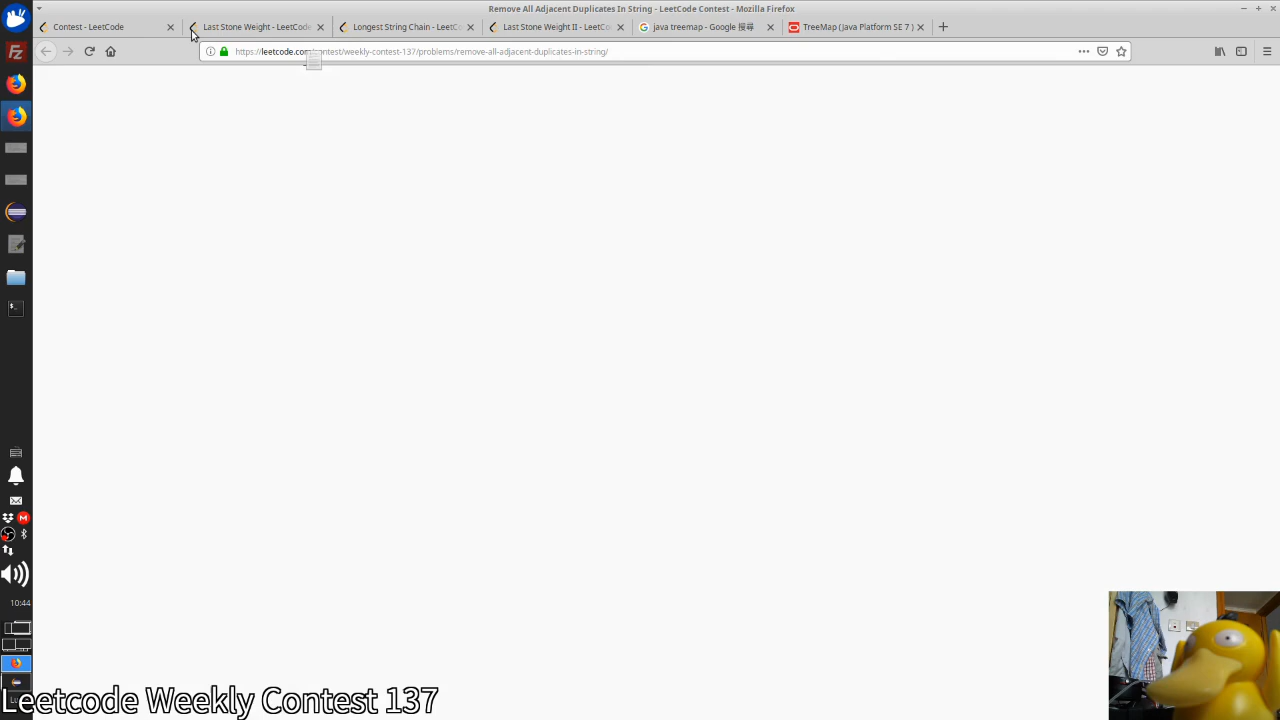 Remove All Adjacent Duplicates In String - LeetCode Contest - Mozilla Firefox
Contest - LeetCode
Last Stone Weight - LeetCode
Longest String Chain - LeetCo
Last Stone Weight II - LeetCo
java treemap - Google 搜尋
TreeMap (Java Platform SE 7 )
https://leetcode.com/contest/weekly-contest-137/problems/remove-all-adjacent-duplicates-in-string/
10:44
Leetcode Weekly Contest 137